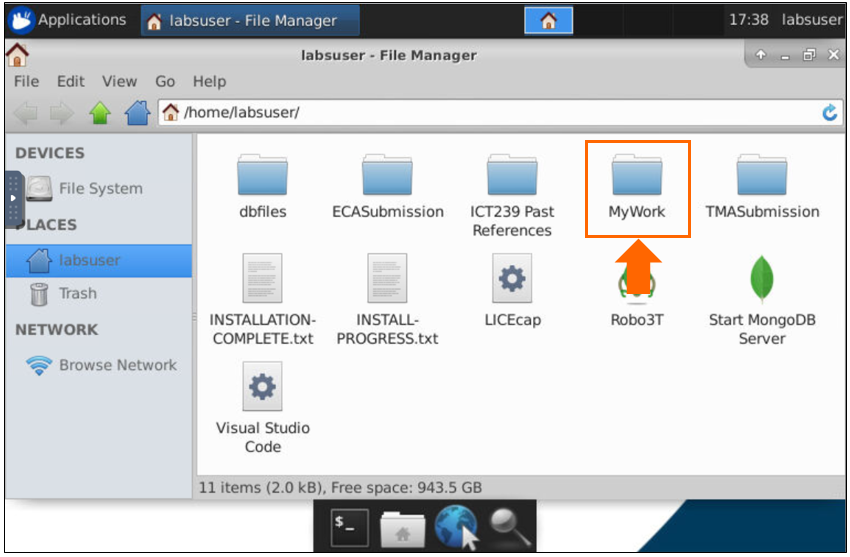 Applications
labsuser - File Manager
17:38 labsuser
labsuser - File Manager
File Edit View Go Help
/home/labsuser/
DEVICES
File System
PLACES
labsuser
Trash
NETWORK
Browse Network
dbfiles
ECASubmission
ICT239 Past
References
MyWork
TMASubmission
INSTALLATION-
COMPLETE.txt
INSTALL-
PROGRESS.txt
LICEcap
Robo3T
Start MongoDB
Server
Visual Studio
Code
11 items (2.0 kB), Free space: 943.5 GB
$_